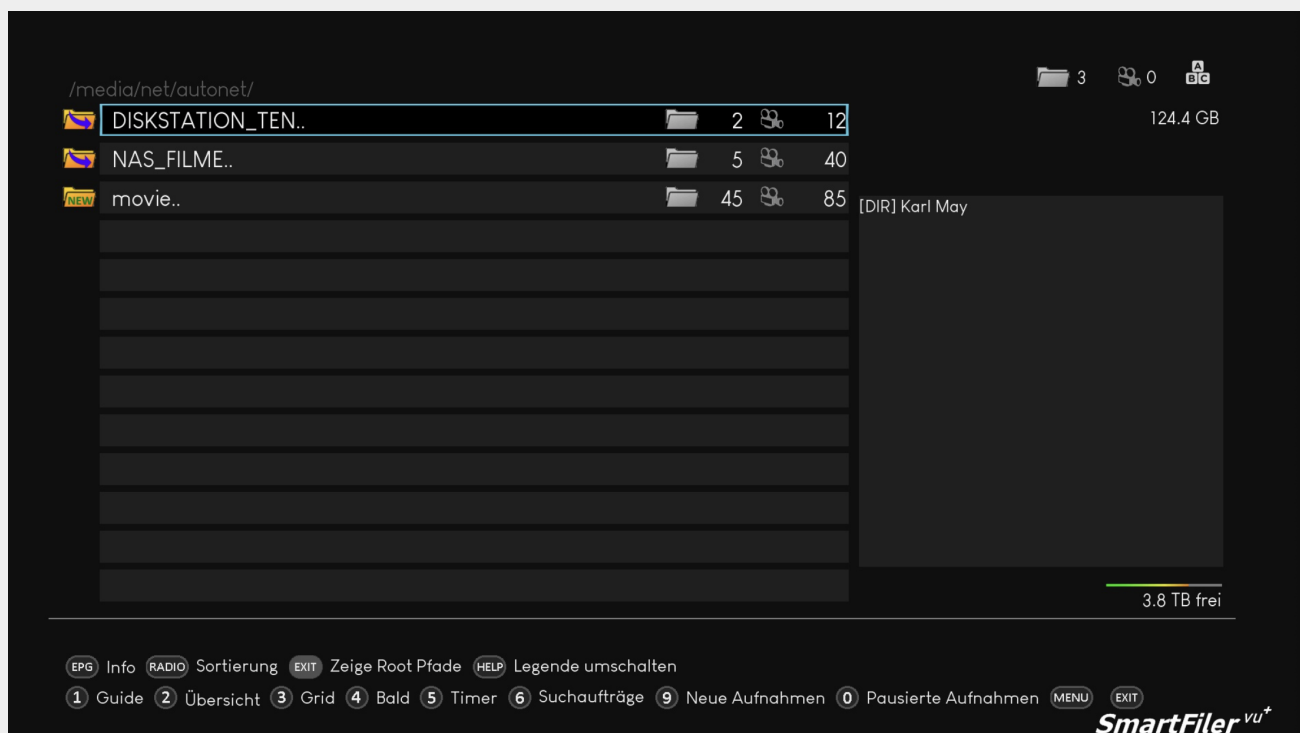 /media/net/autonet/
3 0 A B C
DISKSTATION_TEN.. 2 12
124.4 GB
NAS_FILME.. 5 40
NEW movie.. 45 85
[DIR] Karl May
3.8 TB frei
EPG Info RADIO Sortierung EXIT Zeige Root Pfade HELP Legende umschalten
1 Guide 2 Übersicht 3 Grid 4 Bald 5 Timer 6 Suchaufträge 9 Neue Aufnahmen 0 Pausierte Aufnahmen MENU EXIT
SmartFiler vu+